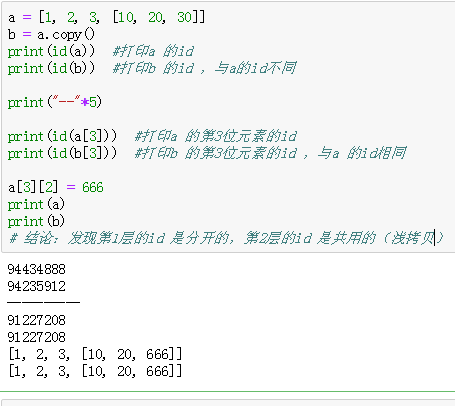 a = [1, 2, 3, [10, 20, 30]]
b = a.copy()
print(id(a))  #打印a 的id
print(id(b))  #打印b 的id ，与a的id不同
print("--"*5)
print(id(a[3]))  #打印a 的第3位元素的id
print(id(b[3]))  #打印b 的第3位元素的id ，与a 的id相同
a[3][2] = 666
print(a)
print(b)
# 结论：发现第1层的id 是分开的，第2层的id 是共用的（浅拷贝）
94434888
94235912
----------
91227208
91227208
[1, 2, 3, [10, 20, 666]]
[1, 2, 3, [10, 20, 666]]